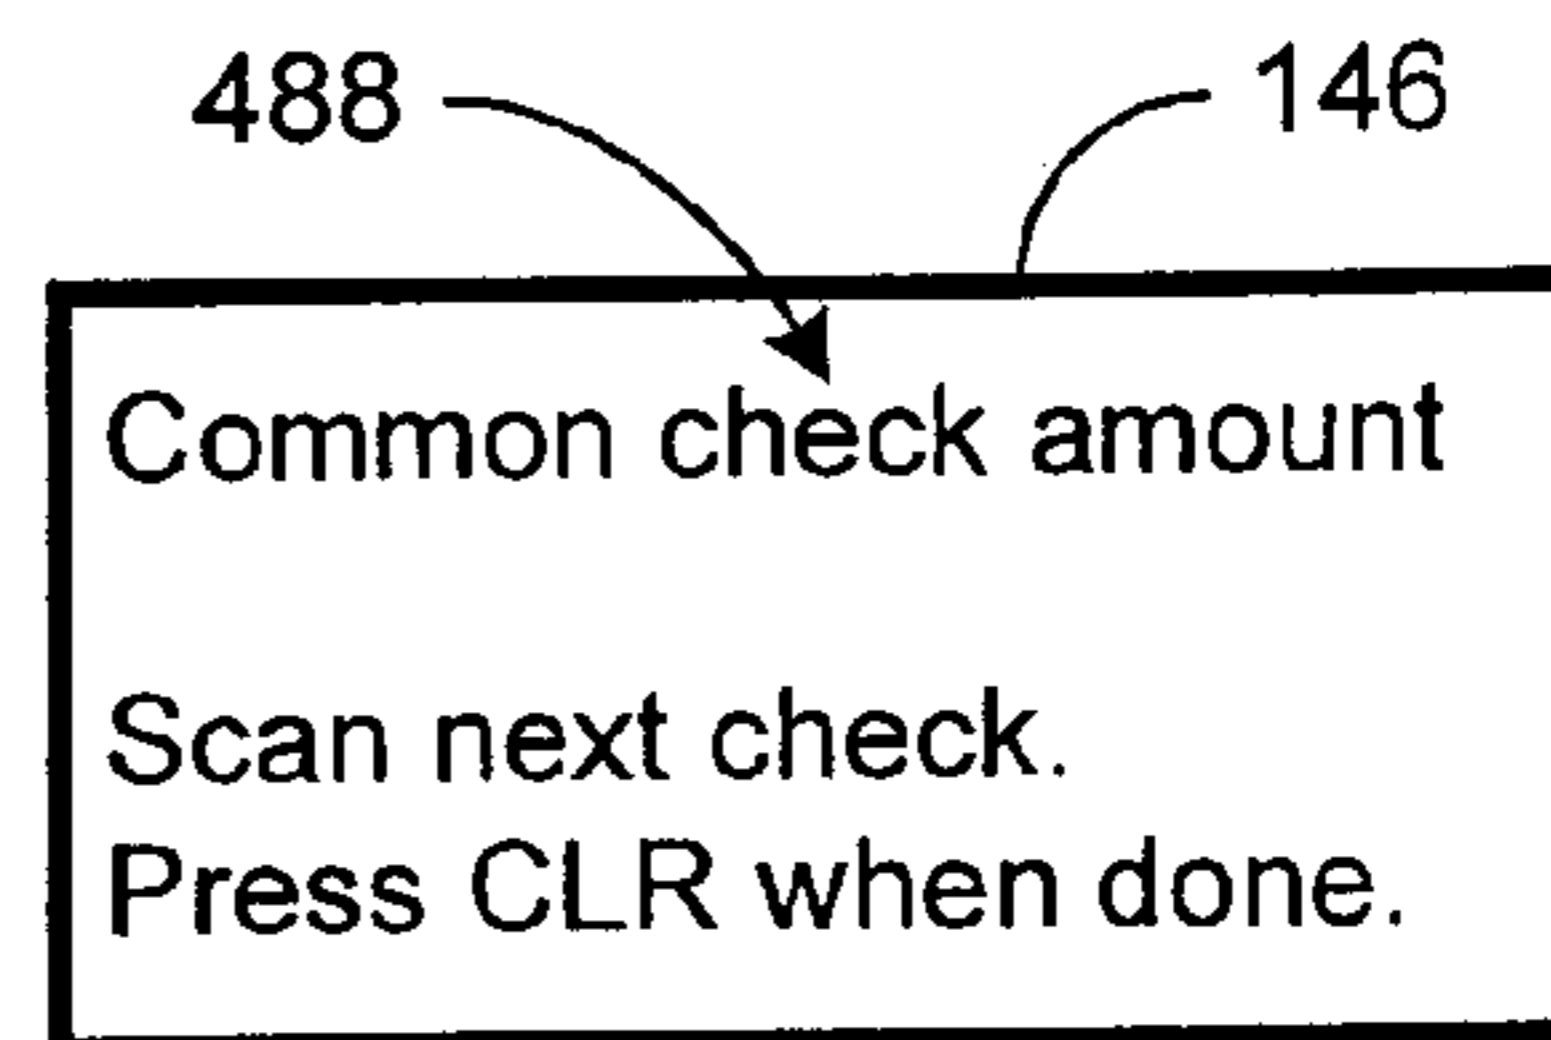 488 146
Common check amount
Scan next check.
Press CLR when done.